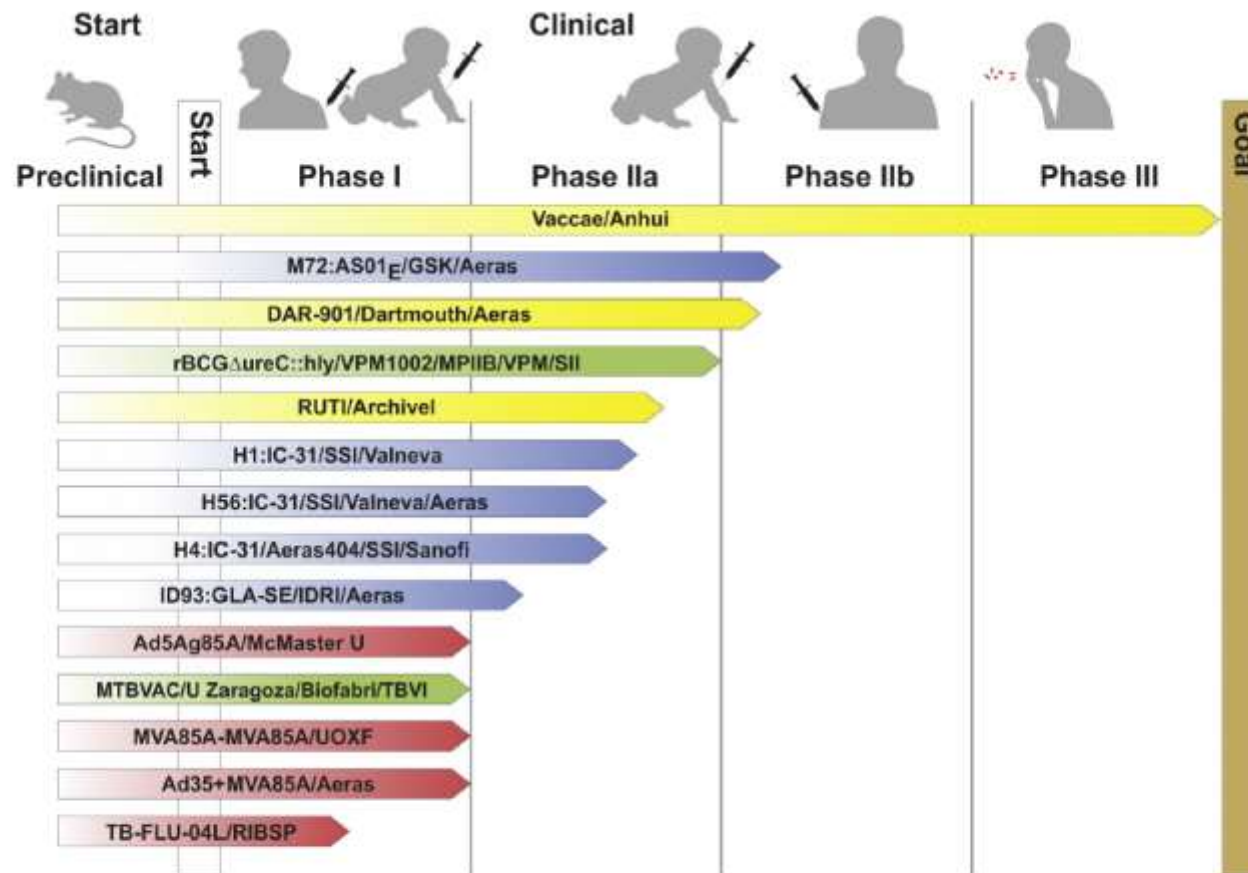 Start
Clinical
Start
Goal
Preclinical
Phase I
Phase IIa
Phase IIb
Phase III
Vaccae/Anhui
M72:AS01E/GSK/Aeras
DAR-901/Dartmouth/Aeras
rBCG∆ureC::hly/VPM1002/MPIIB/VPM/SII
RUTI/Archivel
H1:IC-31/SSI/Valneva
H56:IC-31/SSI/Valneva/Aeras
H4:IC-31/Aeras404/SSI/Sanofi
ID93:GLA-SE/IDRI/Aeras
Ad5Ag85A/McMaster U
MTBVAC/U Zaragoza/Biofabri/TBVI
MVA85A-MVA85A/UOXF
Ad35+MVA85A/Aeras
TB-FLU-04L/RIBSP